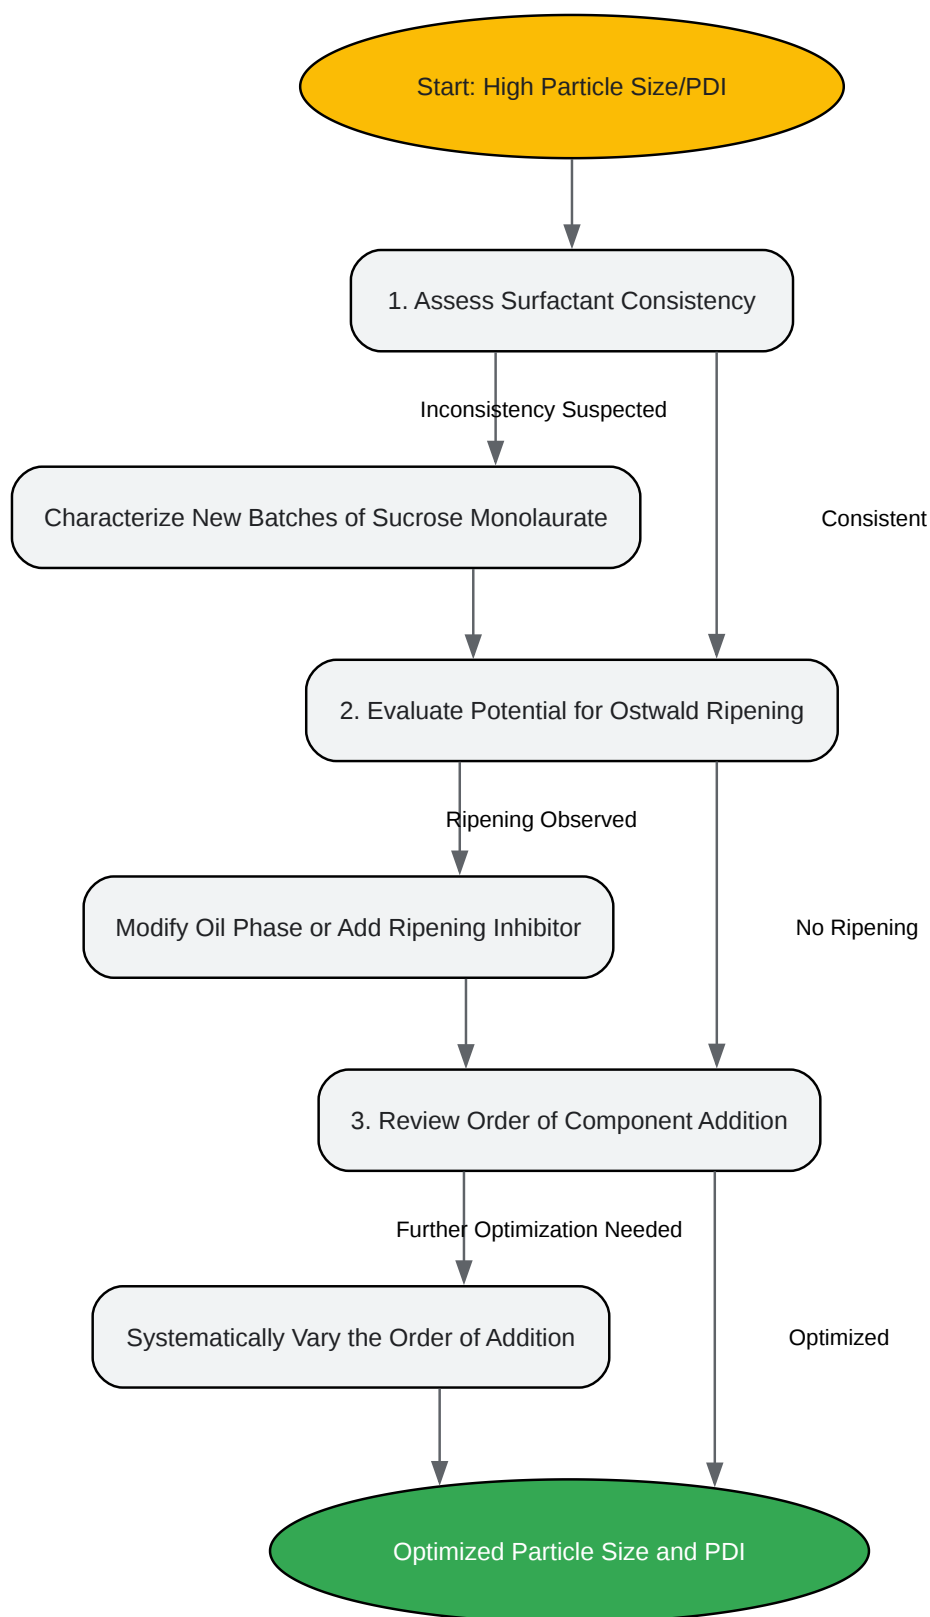 Start: High Particle Size/PDI
1. Assess Surfactant Consistency
Inconsistency Suspected
Characterize New Batches of Sucrose Monolaurate
Consistent
2. Evaluate Potential for Ostwald Ripening
Ripening Observed
Modify Oil Phase or Add Ripening Inhibitor
No Ripening
3. Review Order of Component Addition
Further Optimization Needed
Systematically Vary the Order of Addition
Optimized
Optimized Particle Size and PDI